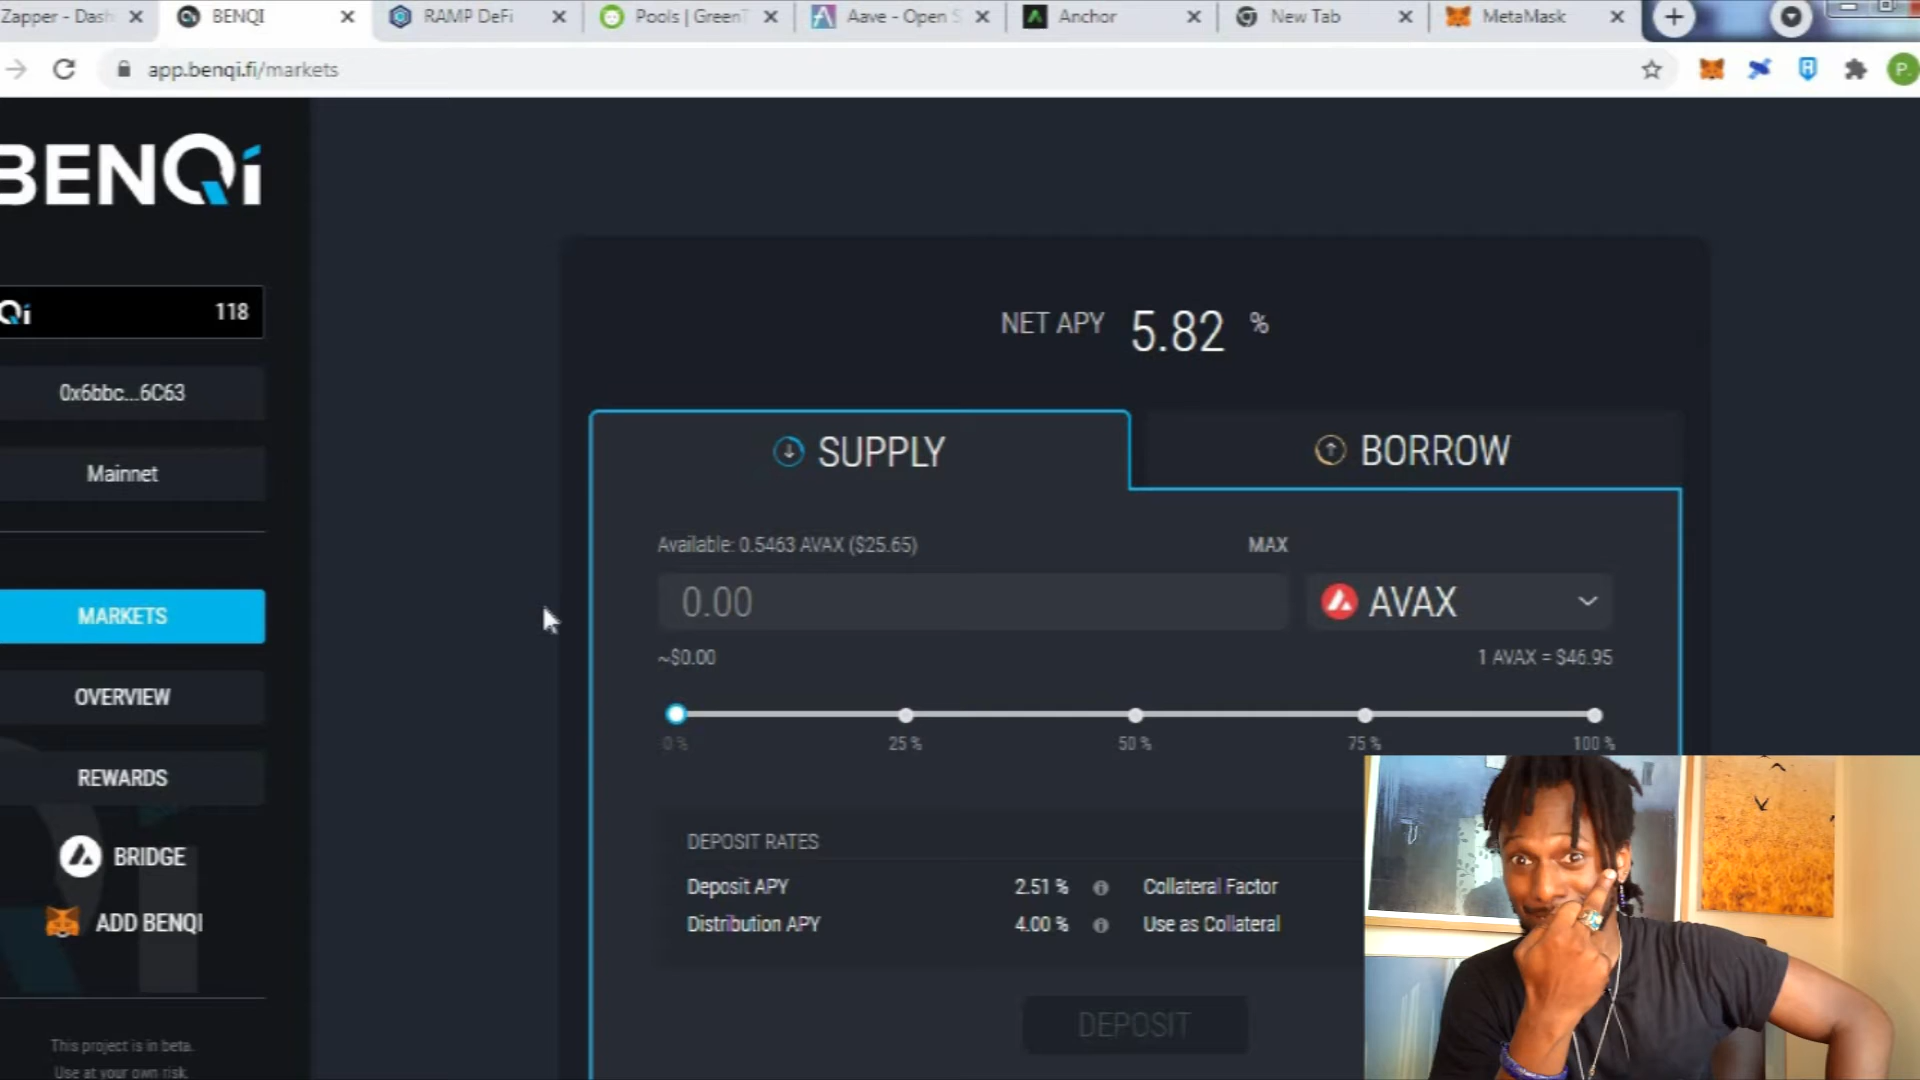 Zapper - Dash
BENQI
RAMP DeFi
Pools | GreenT
Aave - Open S
Anchor
New Tab
MetaMask
app.benqi.fi/markets
P.
BENQi
Qi 118
0x6bbc...6C63
Mainnet
MARKETS
OVERVIEW
REWARDS
BRIDGE
ADD BENQI
This project is in beta.
Use at your own risk.
NET APY 5.82 %
SUPPLY
BORROW
Available: 0.5463 AVAX ($25.65)
MAX
0.00
AVAX
~$0.00
1 AVAX = $46.95
0 % 25 % 50 % 75 % 100 %
DEPOSIT RATES
Deposit APY 2.51 % Collateral Factor
Distribution APY 4.00 % Use as Collateral
DEPOSIT